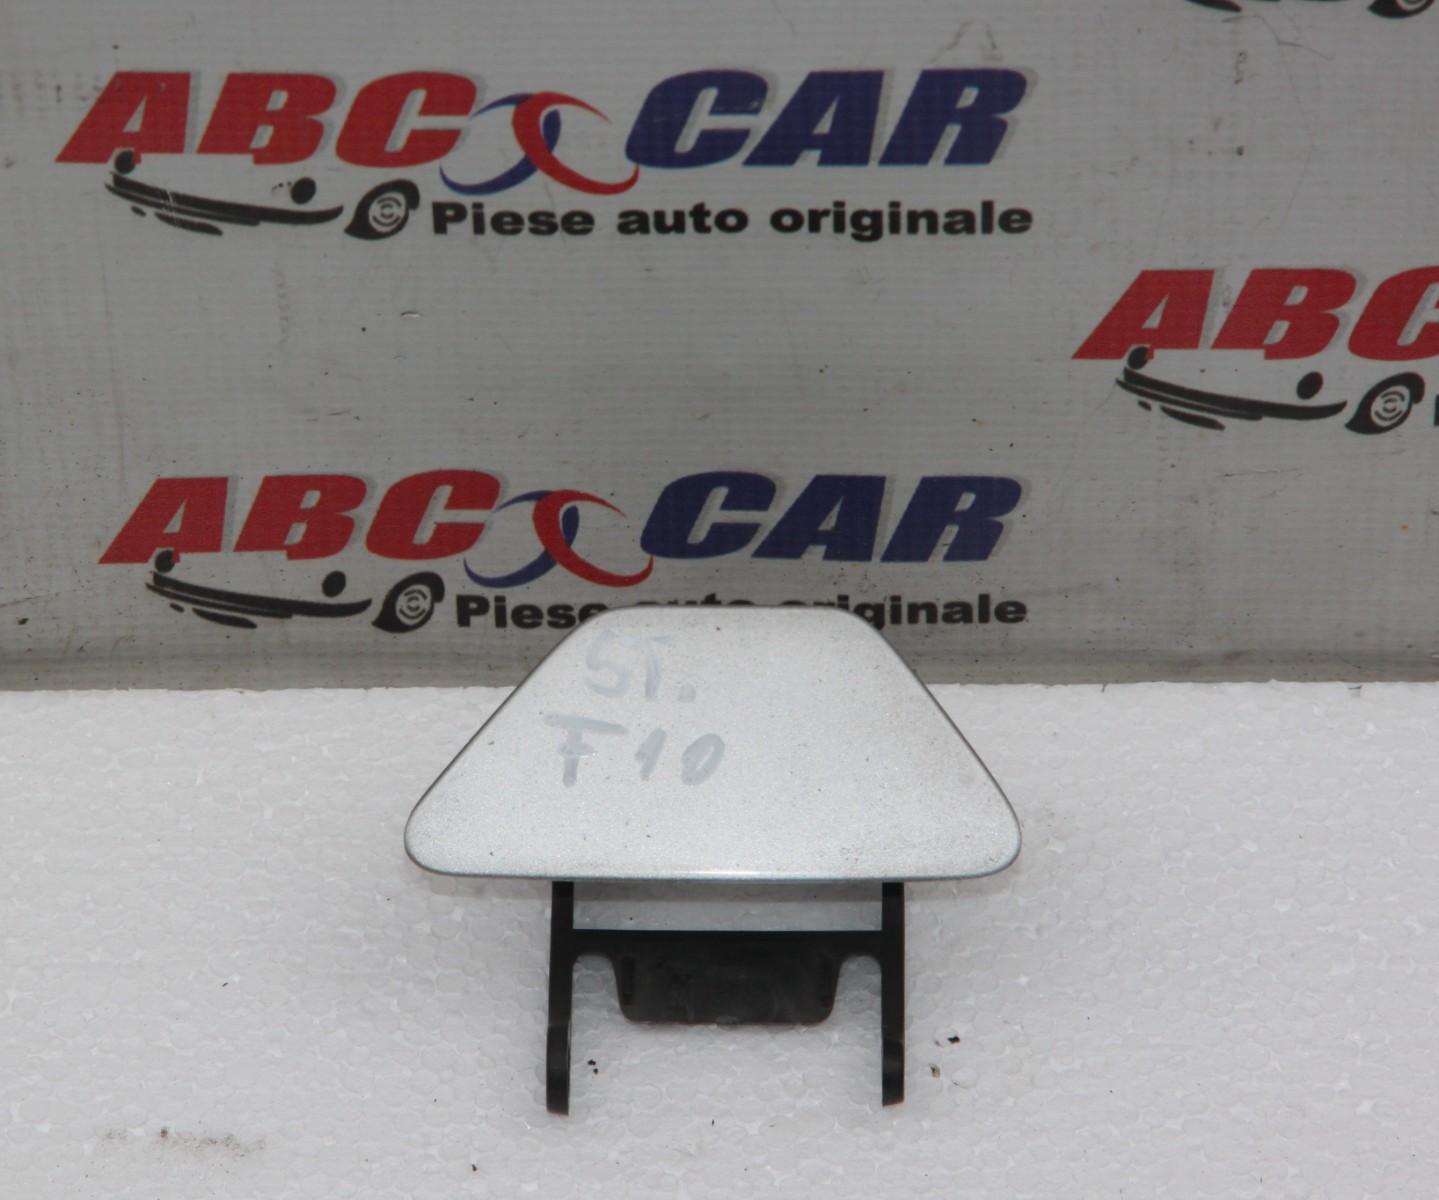 ABC CAR
Piese auto originale
ABC
ABC CAR
Piese auto originale
ST.
F10